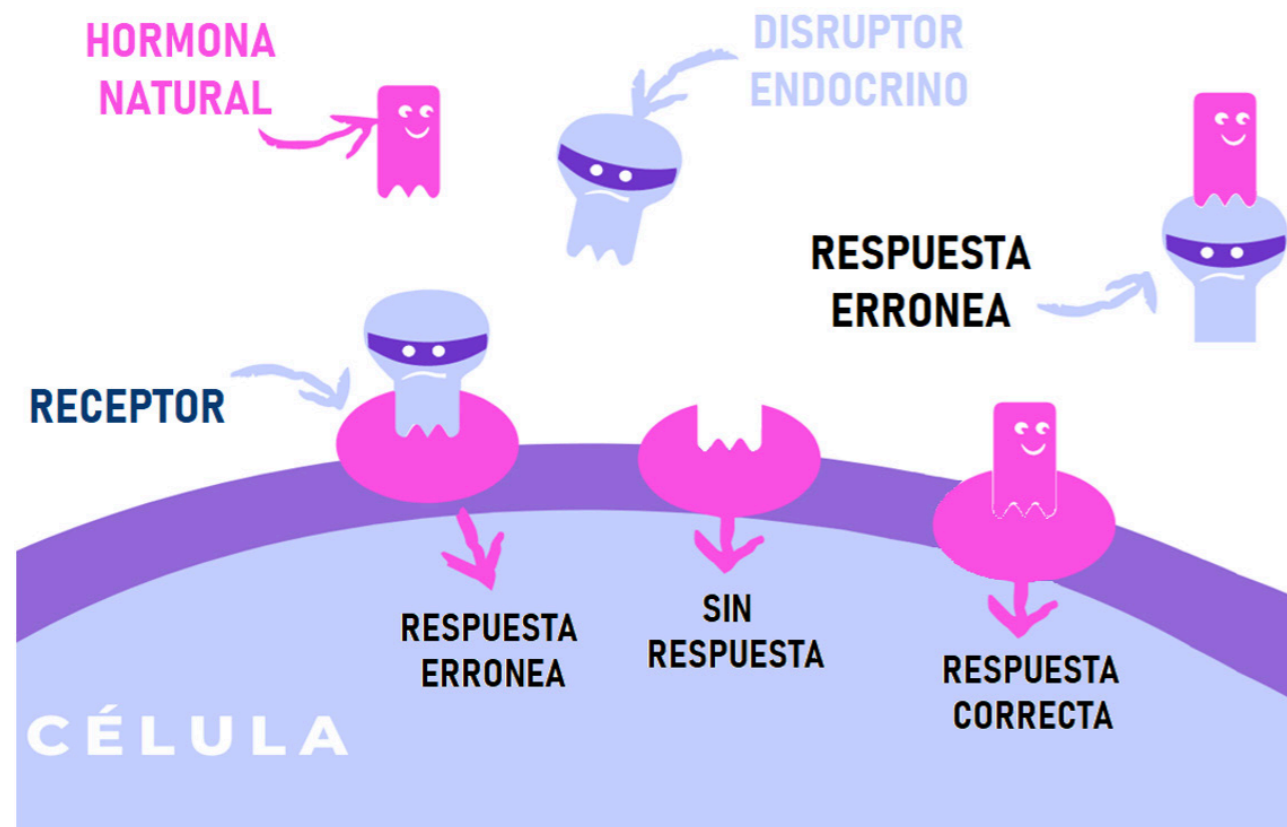 HORMONA
NATURAL
DISRUPTOR
ENDOCRINO
RESPUESTA
ERRONEA
RECEPTOR
RESPUESTA
ERRONEA
SIN
RESPUESTA
RESPUESTA
CORRECTA
CÉLULA